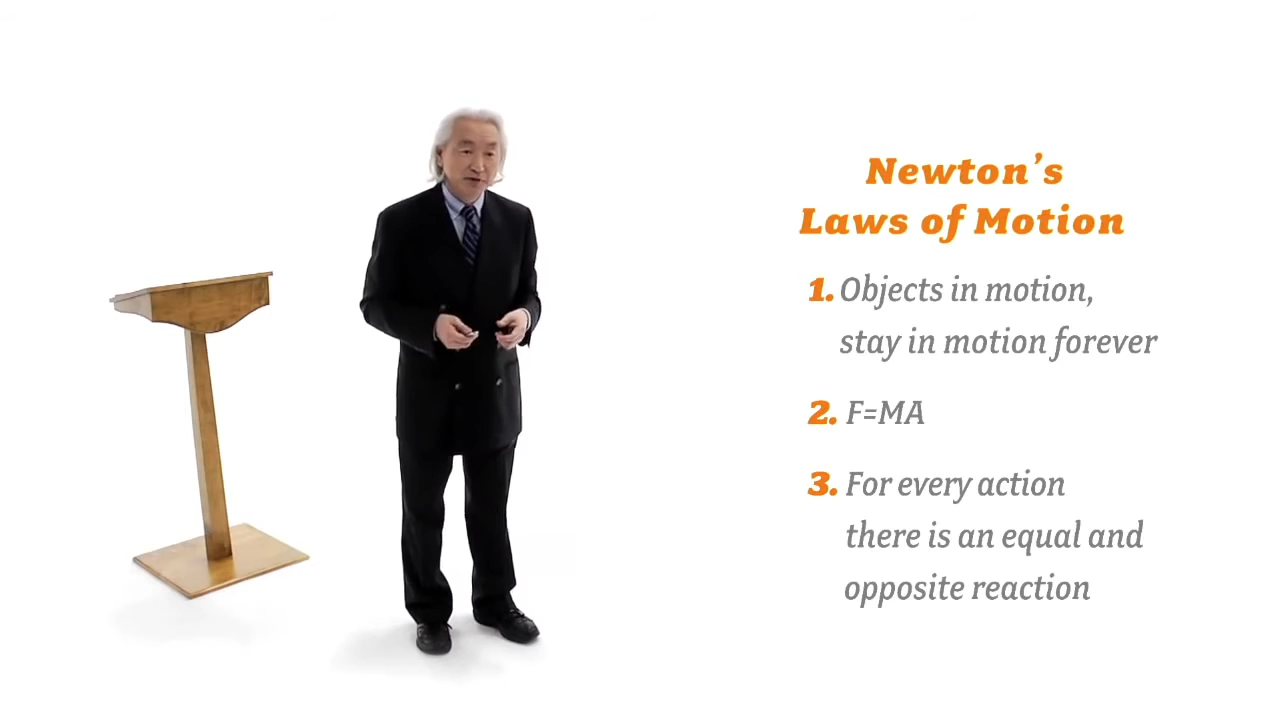 Newton's
Laws of Motion
1. Objects in motion,
stay in motion forever
2. F=MA
3. For every action
there is an equal and
opposite reaction